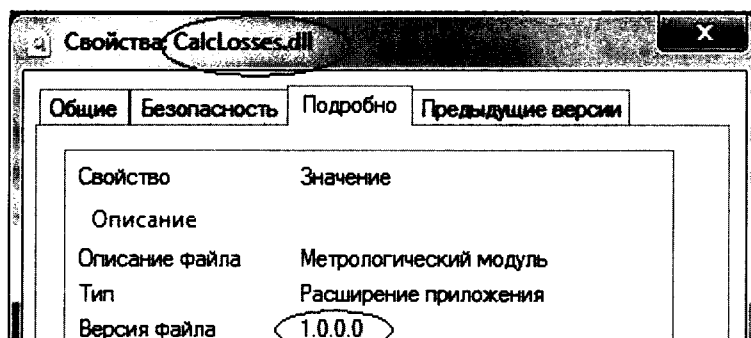 Свойства: CalcLosses.dll
Общие Безопасность Подробно Предыдущие версии
Свойство Значение
Описание
Описание файла Метрологический модуль
Тип Расширение приложения
Версия файла 1.0.0.0